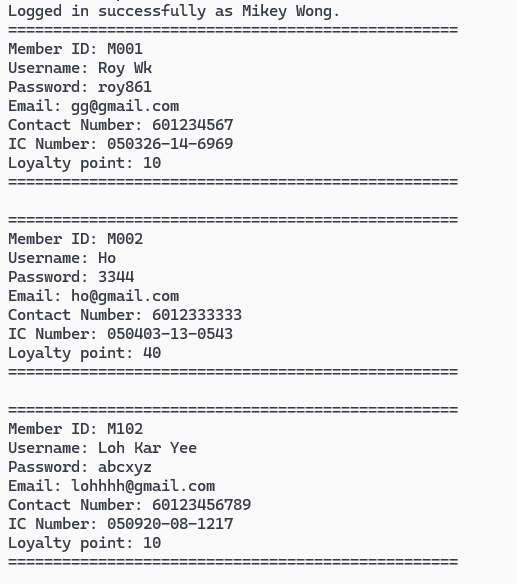 Logged in successfully as Mikey Wong.
==================================================
Member ID: M001
Username: Roy Wk
Password: roy861
Email: gg@gmail.com
Contact Number: 601234567
IC Number: 050326-14-6969
Loyalty point: 10
==================================================
==================================================
Member ID: M002
Username: Ho
Password: 3344
Email: ho@gmail.com
Contact Number: 6012333333
IC Number: 050403-13-0543
Loyalty point: 40
==================================================
==================================================
Member ID: M102
Username: Loh Kar Yee
Password: abcxyz
Email: lohhhh@gmail.com
Contact Number: 60123456789
IC Number: 050920-08-1217
Loyalty point: 10
==================================================